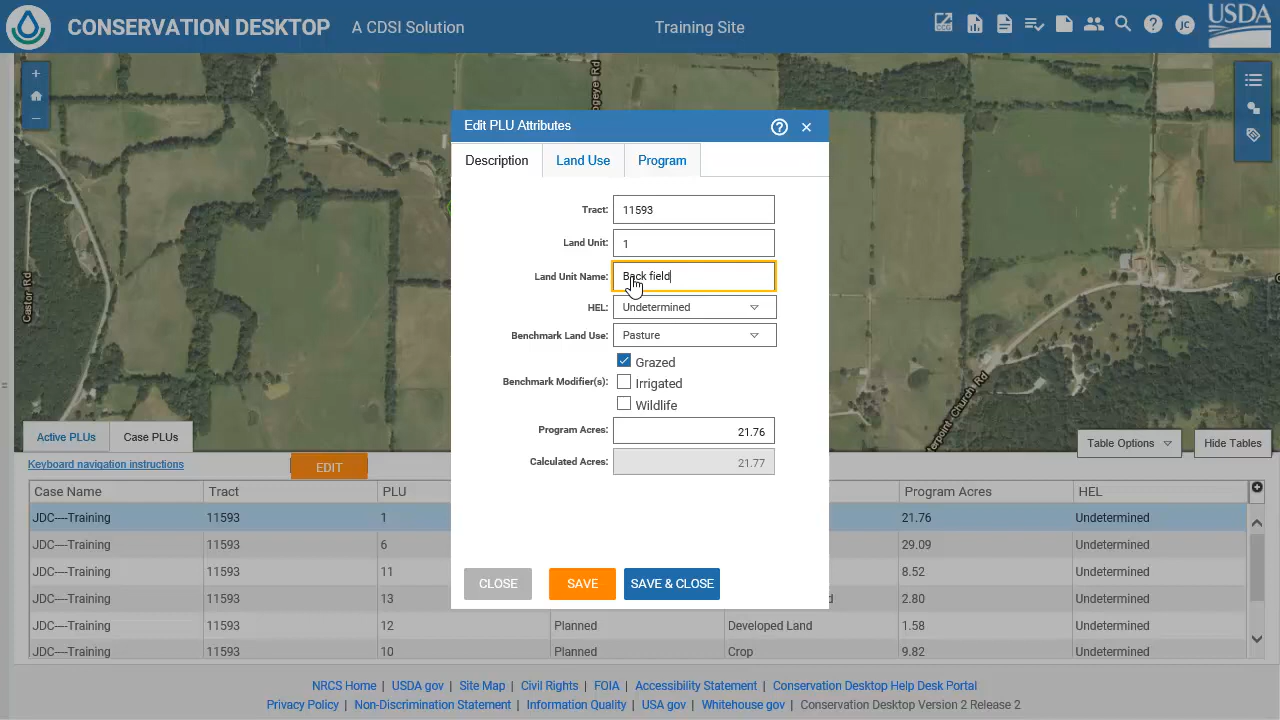 CONSERVATION DESKTOP A CDSI Solution Training Site JC USDA
Castor Rd
ogeye Rd
erpoint Church Rd
Edit PLU Attributes
Description Land Use Program
Tract: 11593
Land Unit: 1
Land Unit Name: Back field
HEL: Undetermined
Benchmark Land Use: Pasture
Benchmark Modifier(s):
Grazed
Irrigated
Wildlife
Program Acres: 21.76
Calculated Acres: 21.77
CLOSE SAVE SAVE & CLOSE
Active PLUs Case PLUs Table Options Hide Tables
Keyboard navigation instructions EDIT
Case Name Tract PLU Program Acres HEL
JDC----Training 11593 1 21.76 Undetermined
JDC----Training 11593 6 29.09 Undetermined
JDC----Training 11593 11 8.52 Undetermined
JDC----Training 11593 13 d 2.80 Undetermined
JDC----Training 11593 12 Planned Developed Land 1.58 Undetermined
JDC----Training 11593 10 Planned Crop 9.82 Undetermined
NRCS Home | USDA gov | Site Map | Civil Rights | FOIA | Accessibility Statement | Conservation Desktop Help Desk Portal
Privacy Policy | Non-Discrimination Statement | Information Quality | USA gov | Whitehouse gov | Conservation Desktop Version 2 Release 2